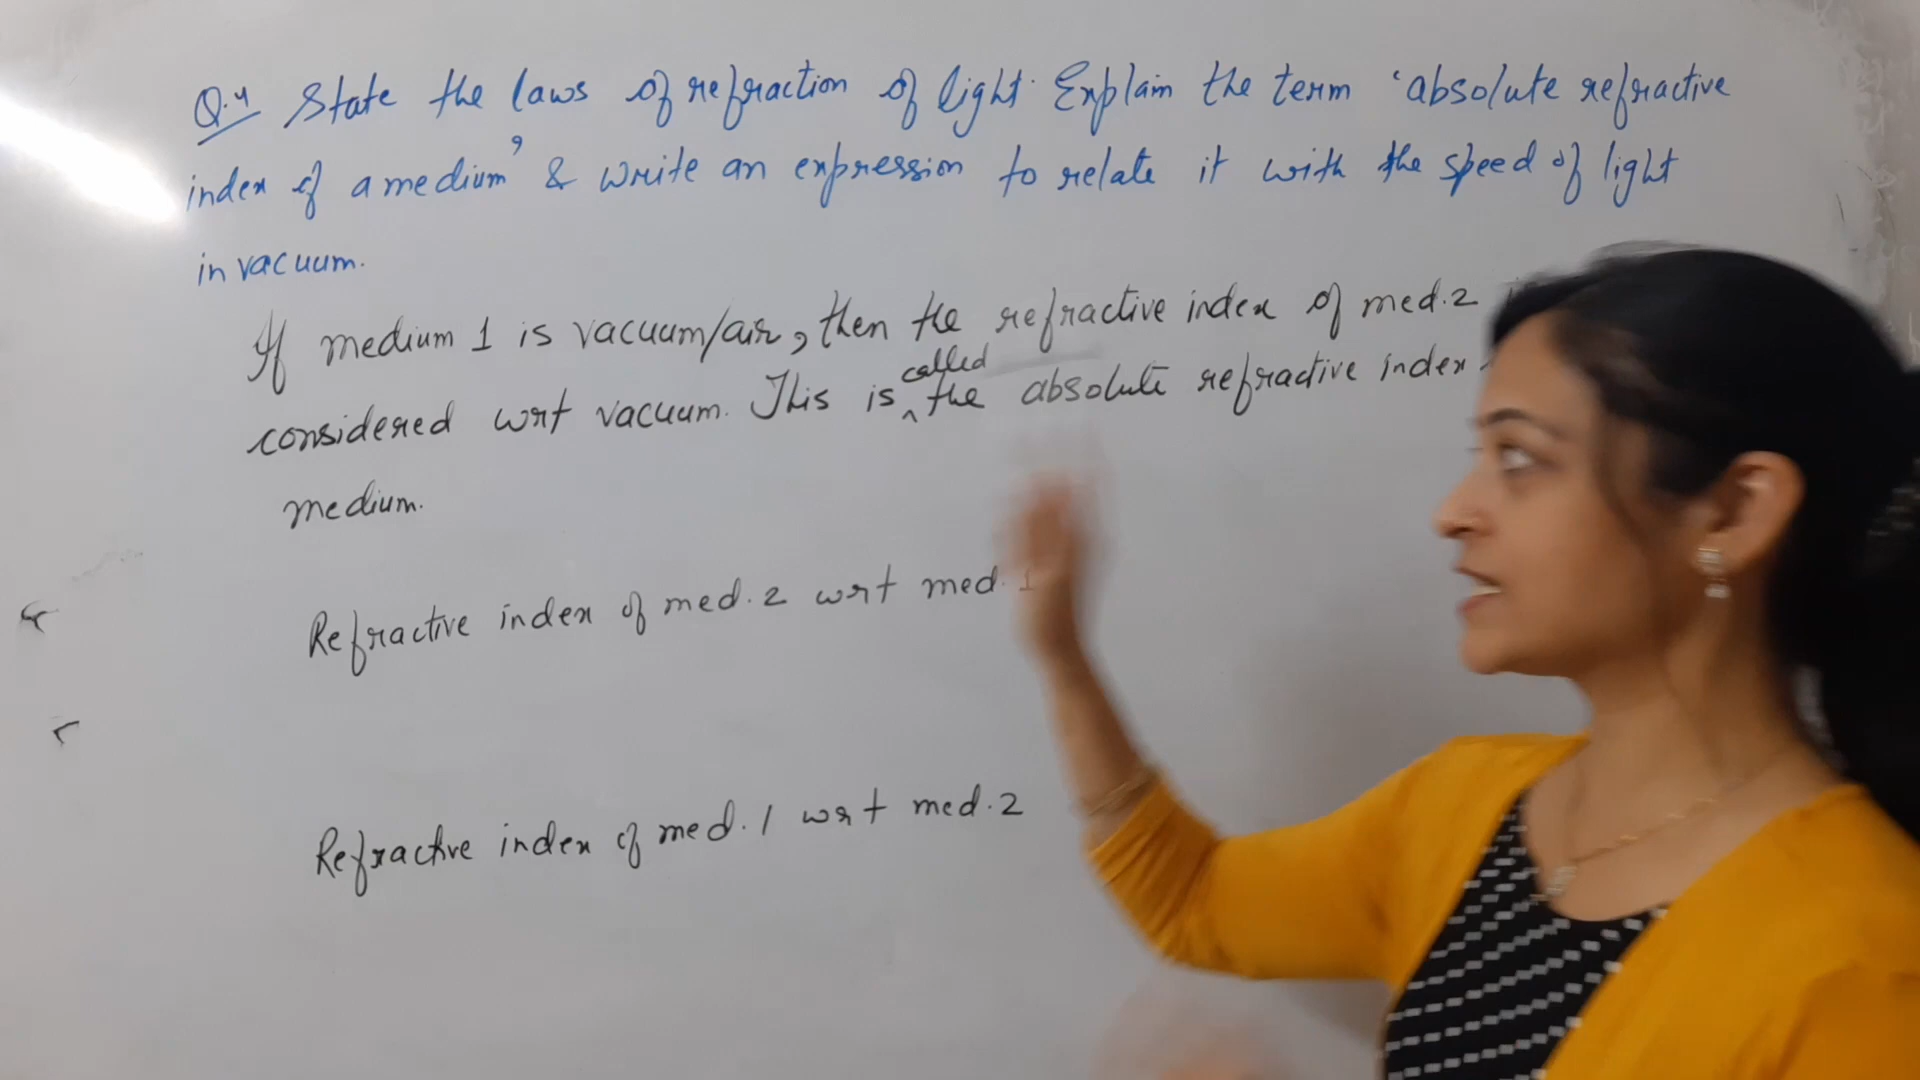 Q.4 State the laws of refraction of light. Explain the term 'absolute refractive
index of a medium' & write an expression to relate it with the speed of light
in vacuum.
If medium 1 is vacuum/air, then the refractive index of med.2
considered wrt vacuum. This is called the absolute refractive index
medium.
Refractive index of med.2 wrt med.1
Refractive index of med.1 wrt med.2